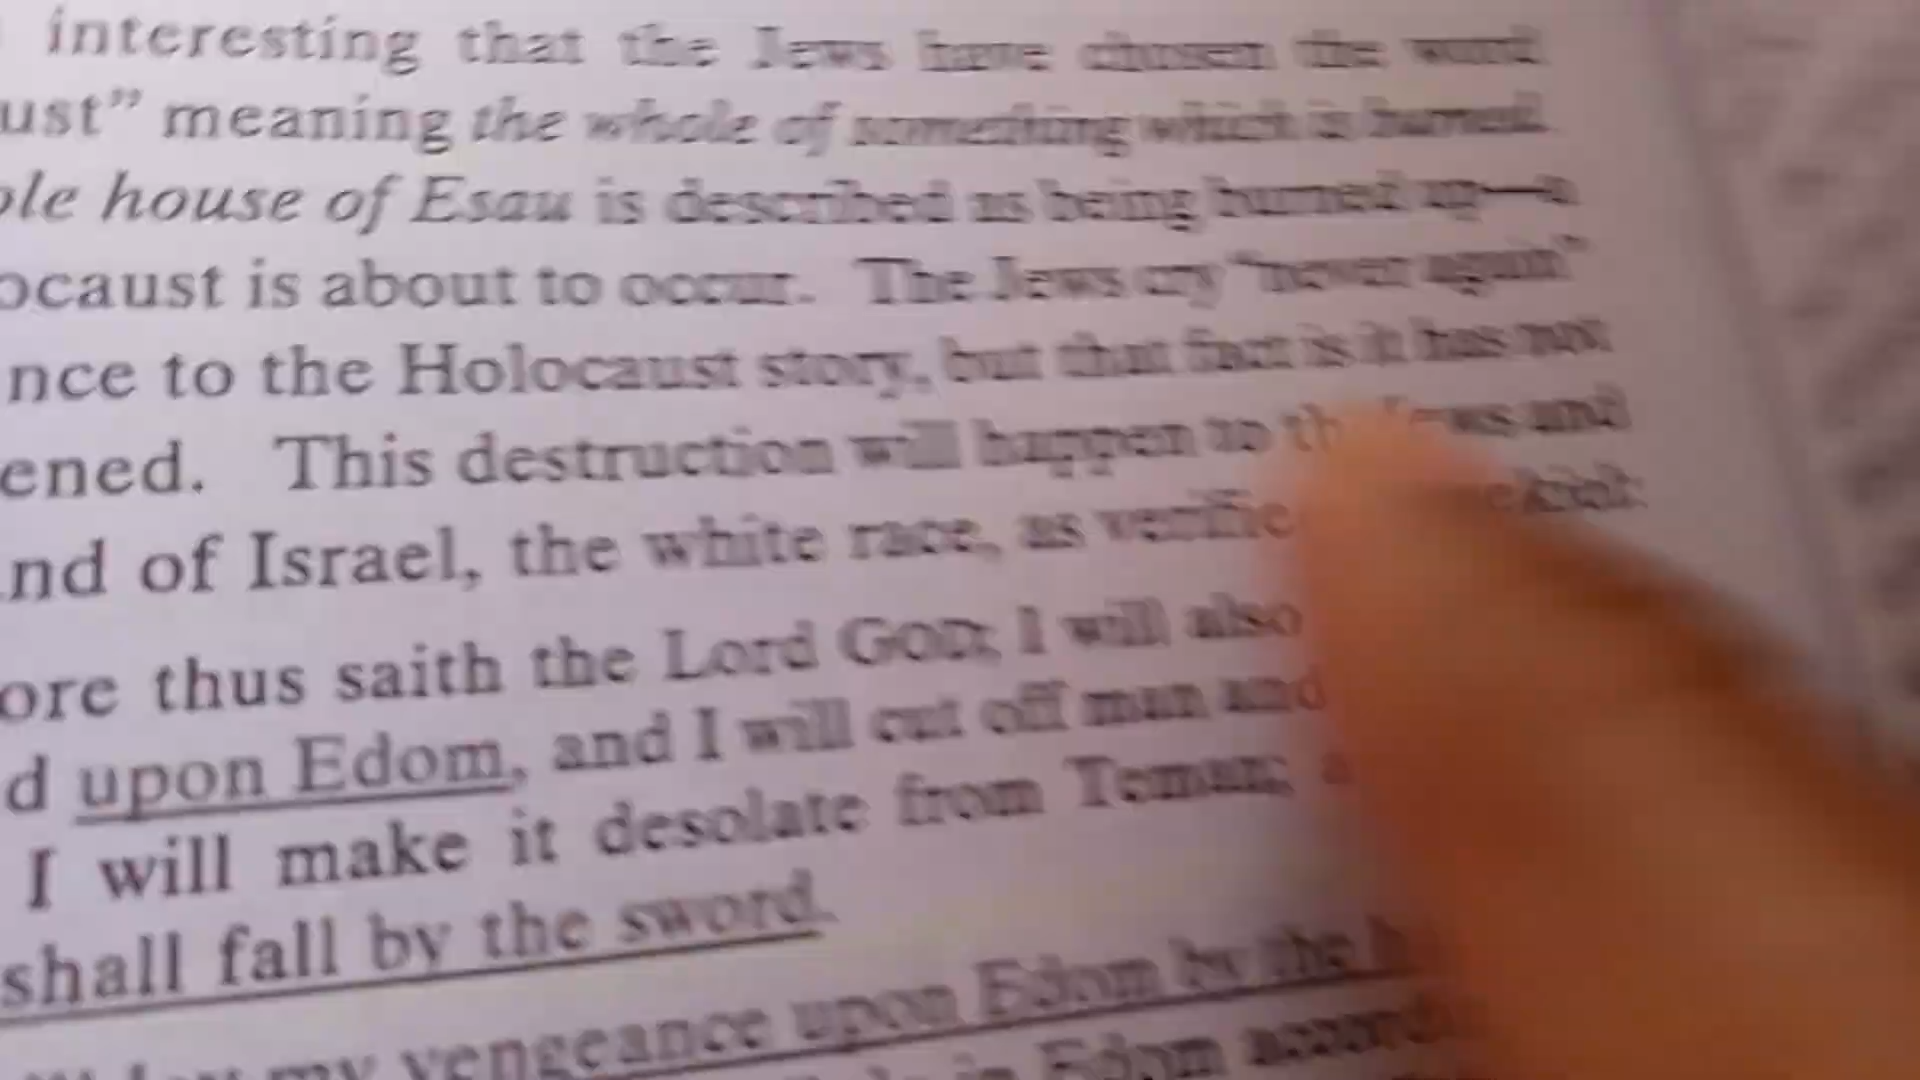 interesting that the Jews have chosen the word
ust” meaning the whole of something which is burned.
ole house of Esau is described as being burned up—a
ocaust is about to occur. The Jews cry “never again”
nce to the Holocaust story, but that fact is it has not
ened. This destruction will happen to the Jews and
nd of Israel, the white race, as verifie
ore thus saith the Lord GOD; I will also
d upon Edom, and I will cut off man and
I will make it desolate from Teman;
shall fall by the sword.
my vengeance upon Edom by the
in Edom